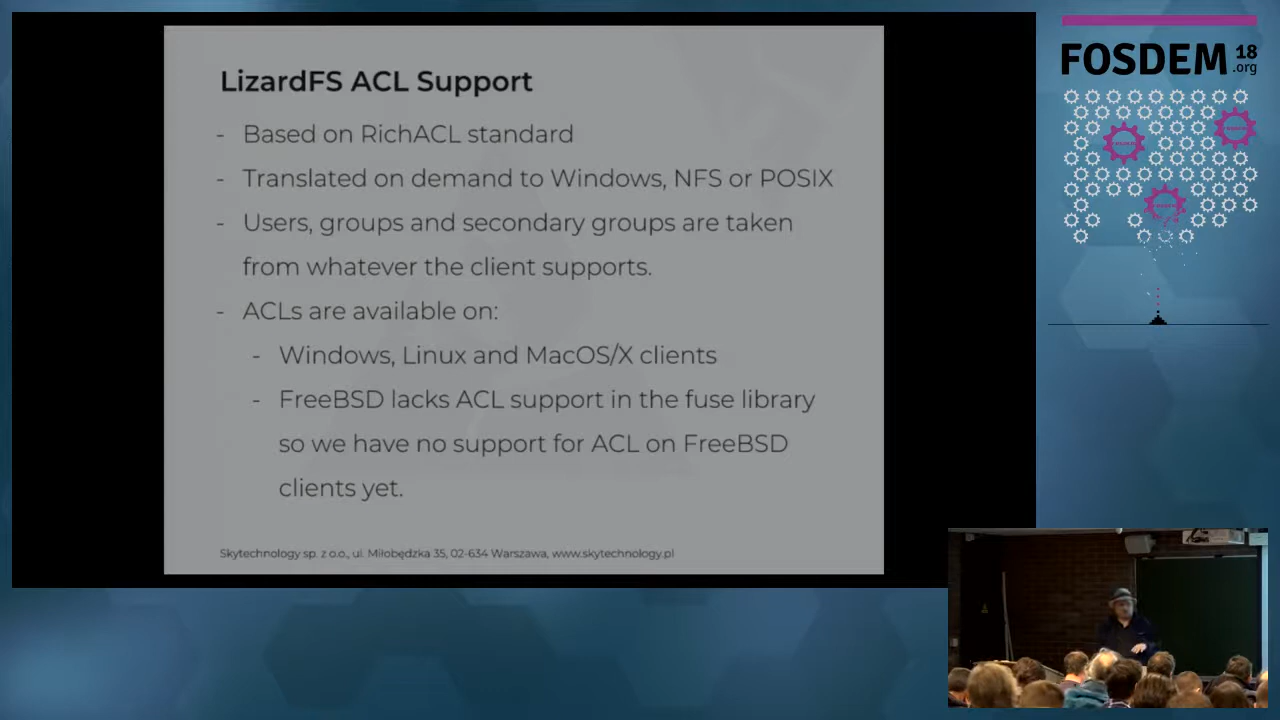 LizardFS ACL Support
- Based on RichACL standard
- Translated on demand to Windows, NFS or POSIX
- Users, groups and secondary groups are taken
from whatever the client supports.
- ACLs are available on:
- Windows, Linux and MacOS/X clients
- FreeBSD lacks ACL support in the fuse library
so we have no support for ACL on FreeBSD
clients yet.
Skytechnology sp. z o.o., ul. Miłobędzka 35, 02-634 Warszawa, www.skytechnology.pl
FOSDEM 18
.org